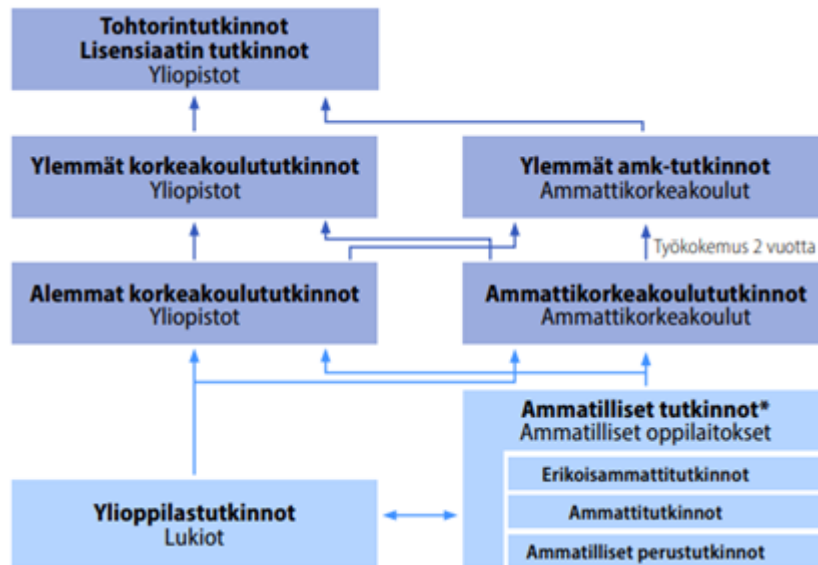 Tohtorintutkinnot
Lisensiaatin tutkinnot
Yliopistot
Ylemmät korkeakoulututkinnot
Yliopistot
Ylemmät amk-tutkinnot
Ammattikorkeakoulut
Työkokemus 2 vuotta
Alemmat korkeakoulututkinnot
Yliopistot
Ammattikorkeakoulututkinnot
Ammattikorkeakoulut
Ammatilliset tutkinnot*
Ammatilliset oppilaitokset
Erikoisammattitutkinnot
Ammattitutkinnot
Ammatilliset perustutkinnot
Ylioppilastutkinnot
Lukiot